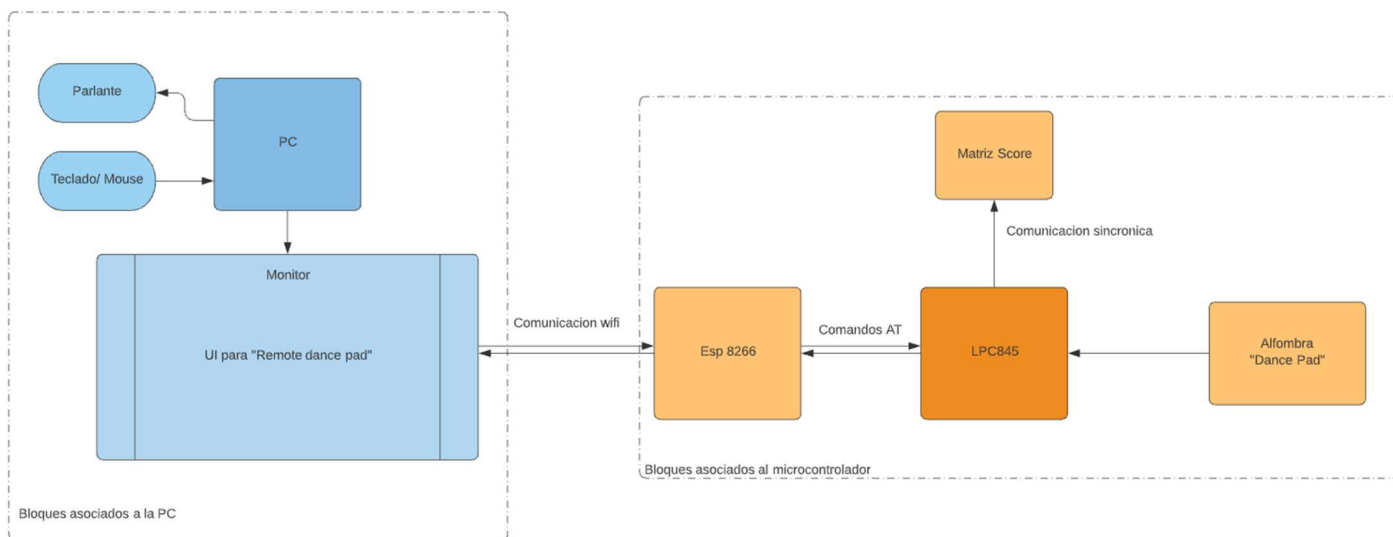 Parlante
PC
Teclado/ Mouse
Monitor
UI para "Remote dance pad"
Bloques asociados a la PC
Comunicacion wifi
Matriz Score
Comunicacion sincronica
Esp 8266
Comandos AT
LPC845
Alfombra
"Dance Pad"
Bloques asociados al microcontrolador